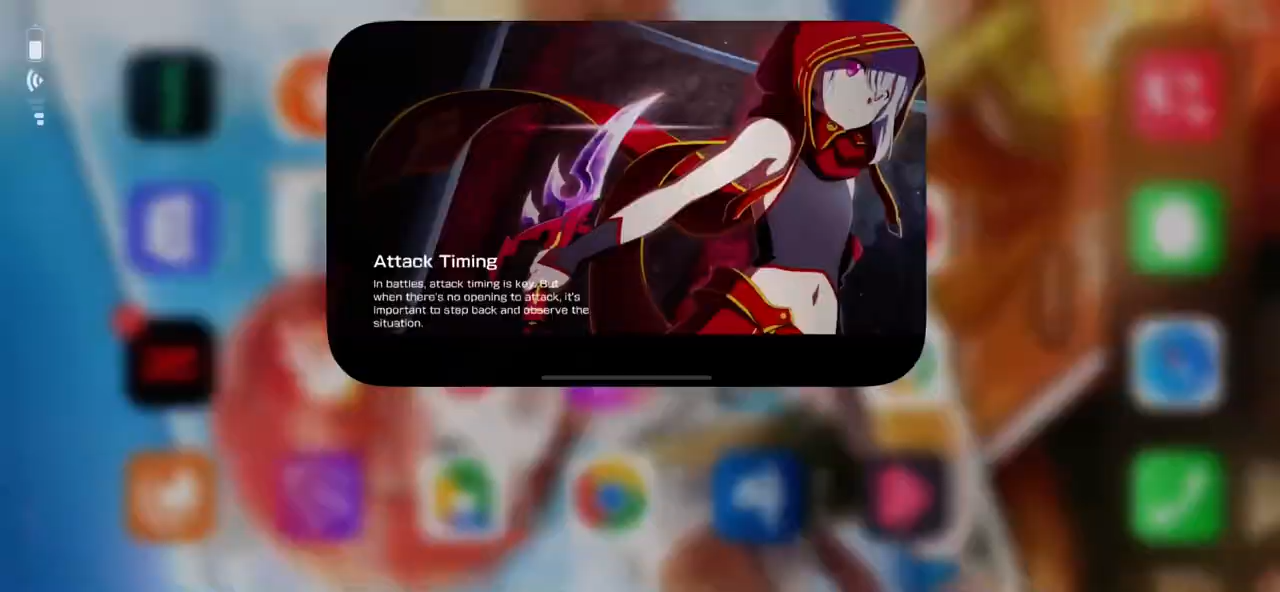 Attack Timing
In battles, attack timing is key. But
when there's no opening to attack, it's
important to step back and observe the
situation.